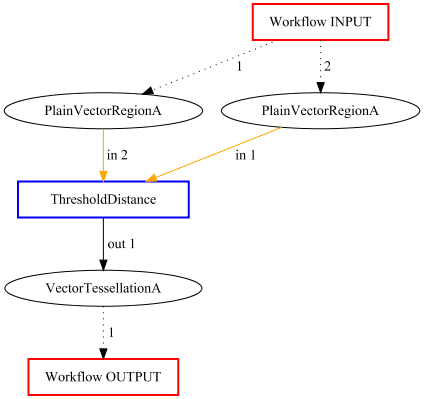 Workflow INPUT
1
2
PlainVectorRegionA
PlainVectorRegionA
in 2
in 1
ThresholdDistance
out 1
VectorTessellationA
1
Workflow OUTPUT